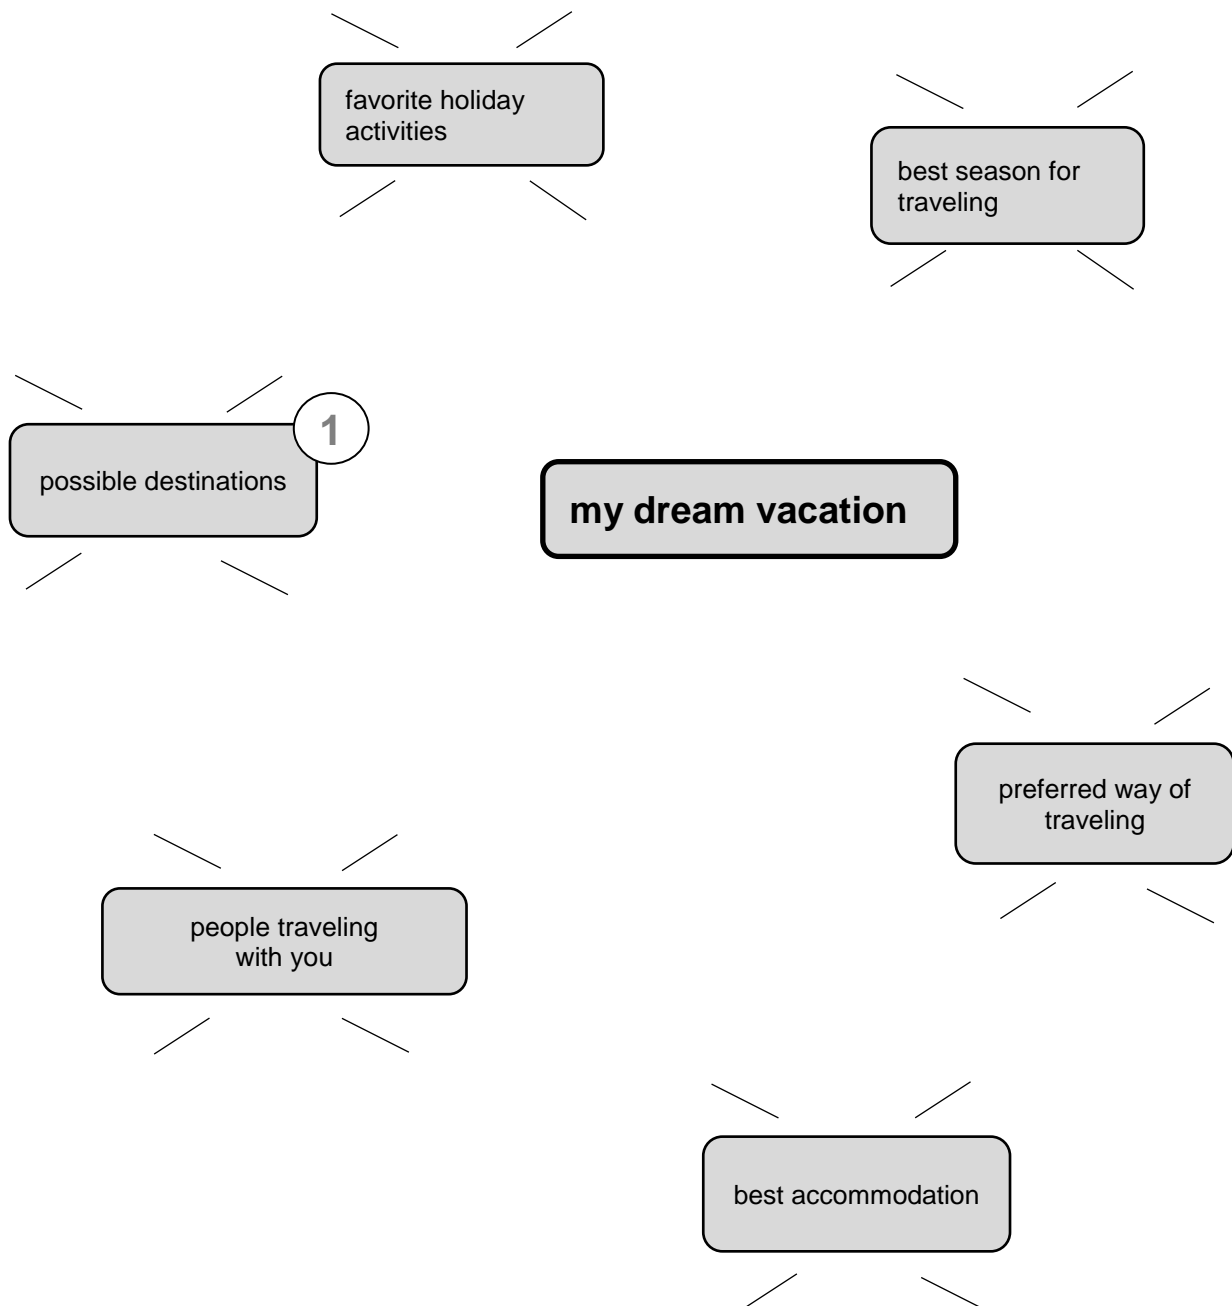 favorite holiday
activities
best season for
traveling
1
possible destinations
my dream vacation
preferred way of
traveling
people traveling
with you
best accommodation